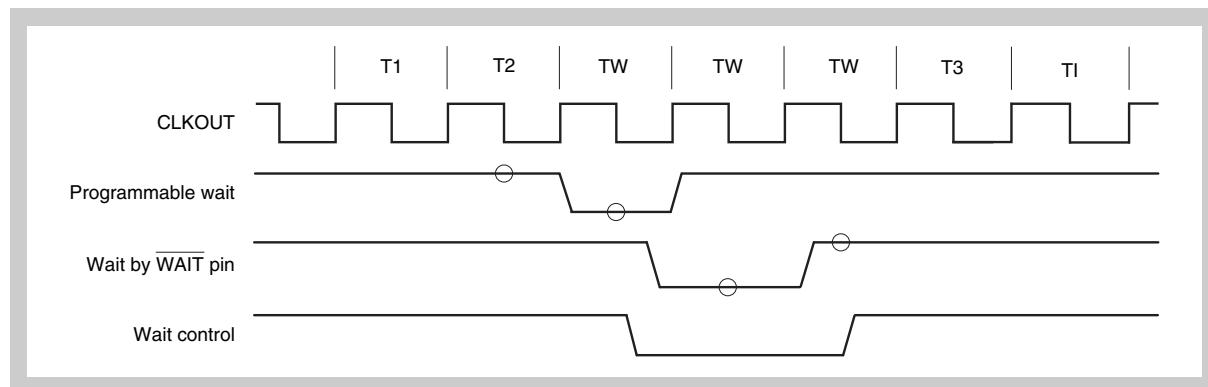 T1 T2 TW TW TW T3 TI
CLKOUT
Programmable wait
Wait by WAIT pin
Wait control